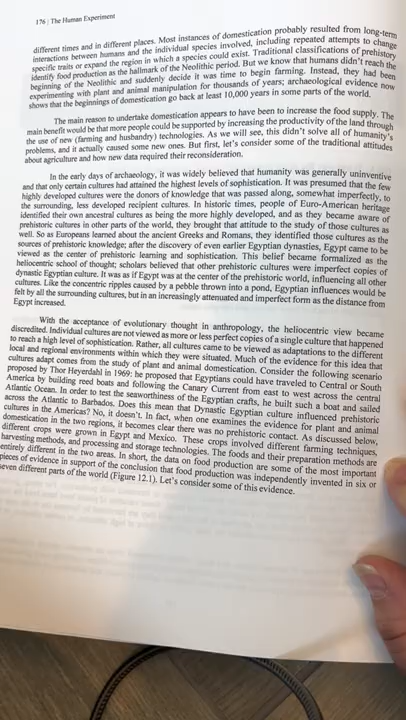 176 | The Human Experiment
different times and in different places. Most instances of domestication probably resulted from long-term
interactions between humans and the individual species involved, including repeated attempts to change
specific traits or expand the region in which a species could exist. Traditional classifications of prehistory
identify food production as the hallmark of the Neolithic period. But we know that humans didn't reach the
beginning of the Neolithic and suddenly decide it was time to begin farming. Instead, they had been
experimenting with plant and animal manipulation for thousands of years; archaeological evidence now
shows that the beginnings of domestication go back at least 10,000 years in some parts of the world.
The main reason to undertake domestication appears to have been to increase the food supply. The
main benefit would be that more people could be supported by increasing the productivity of the land through
the use of new (farming and husbandry) technologies. As we will see, this didn't solve all of humanity's
problems, and it actually caused some new ones. But first, let's consider some of the traditional attitudes
about agriculture and how new data required their reconsideration.
In the early days of archaeology, it was widely believed that humanity was generally uninventive
and that only certain cultures had attained the highest levels of sophistication. It was presumed that the few
highly developed cultures were the donors of knowledge that was passed along, somewhat imperfectly, to
the surrounding, less developed recipient cultures. In historic times, people of Euro-American heritage
identified their own ancestral cultures as being the more highly developed, and as they became aware of
prehistoric cultures in other parts of the world, they brought that attitude to the study of those cultures as
well. So as Europeans learned about the ancient Greeks and Romans, they identified those cultures as the
sources of prehistoric knowledge; after the discovery of even earlier Egyptian dynasties, Egypt came to be
viewed as the center of prehistoric learning and sophistication. This belief became formalized as the
heliocentric school of thought; scholars believed that other prehistoric cultures were imperfect copies of
dynastic Egyptian culture. It was as if Egypt was at the center of the prehistoric world, influencing all other
cultures. Like the concentric ripples caused by a pebble thrown into a pond, Egyptian influences would be
felt by all the surrounding cultures, but in an increasingly attenuated and imperfect form as the distance from
Egypt increased.
With the acceptance of evolutionary thought in anthropology, the heliocentric view became
discredited. Individual cultures are not viewed as more or less perfect copies of a single culture that happened
to reach a high level of sophistication. Rather, all cultures came to be viewed as adaptations to the different
local and regional environments within which they were situated. Much of the evidence for this idea that
cultures adapt comes from the study of plant and animal domestication. Consider the following scenario
proposed by Thor Heyerdahl in 1969: he proposed that Egyptians could have traveled to Central or South
America by building reed boats and following the Canary Current from east to west across the central
Atlantic Ocean. In order to test the seaworthiness of the Egyptian crafts, he built such a boat and sailed
across the Atlantic to Barbados. Does this mean that Dynastic Egyptian culture influenced prehistoric
cultures in the Americas? No, it doesn't. In fact, when one examines the evidence for plant and animal
domestication in the two regions, it becomes clear there was no prehistoric contact. As discussed below,
different crops were grown in Egypt and Mexico. These crops involved different farming techniques,
harvesting methods, and processing and storage technologies. The foods and their preparation methods are
entirely different in the two areas. In short, the data on food production are some of the most important
pieces of evidence in support of the conclusion that food production was independently invented in six or
seven different parts of the world (Figure 12.1). Let's consider some of this evidence.